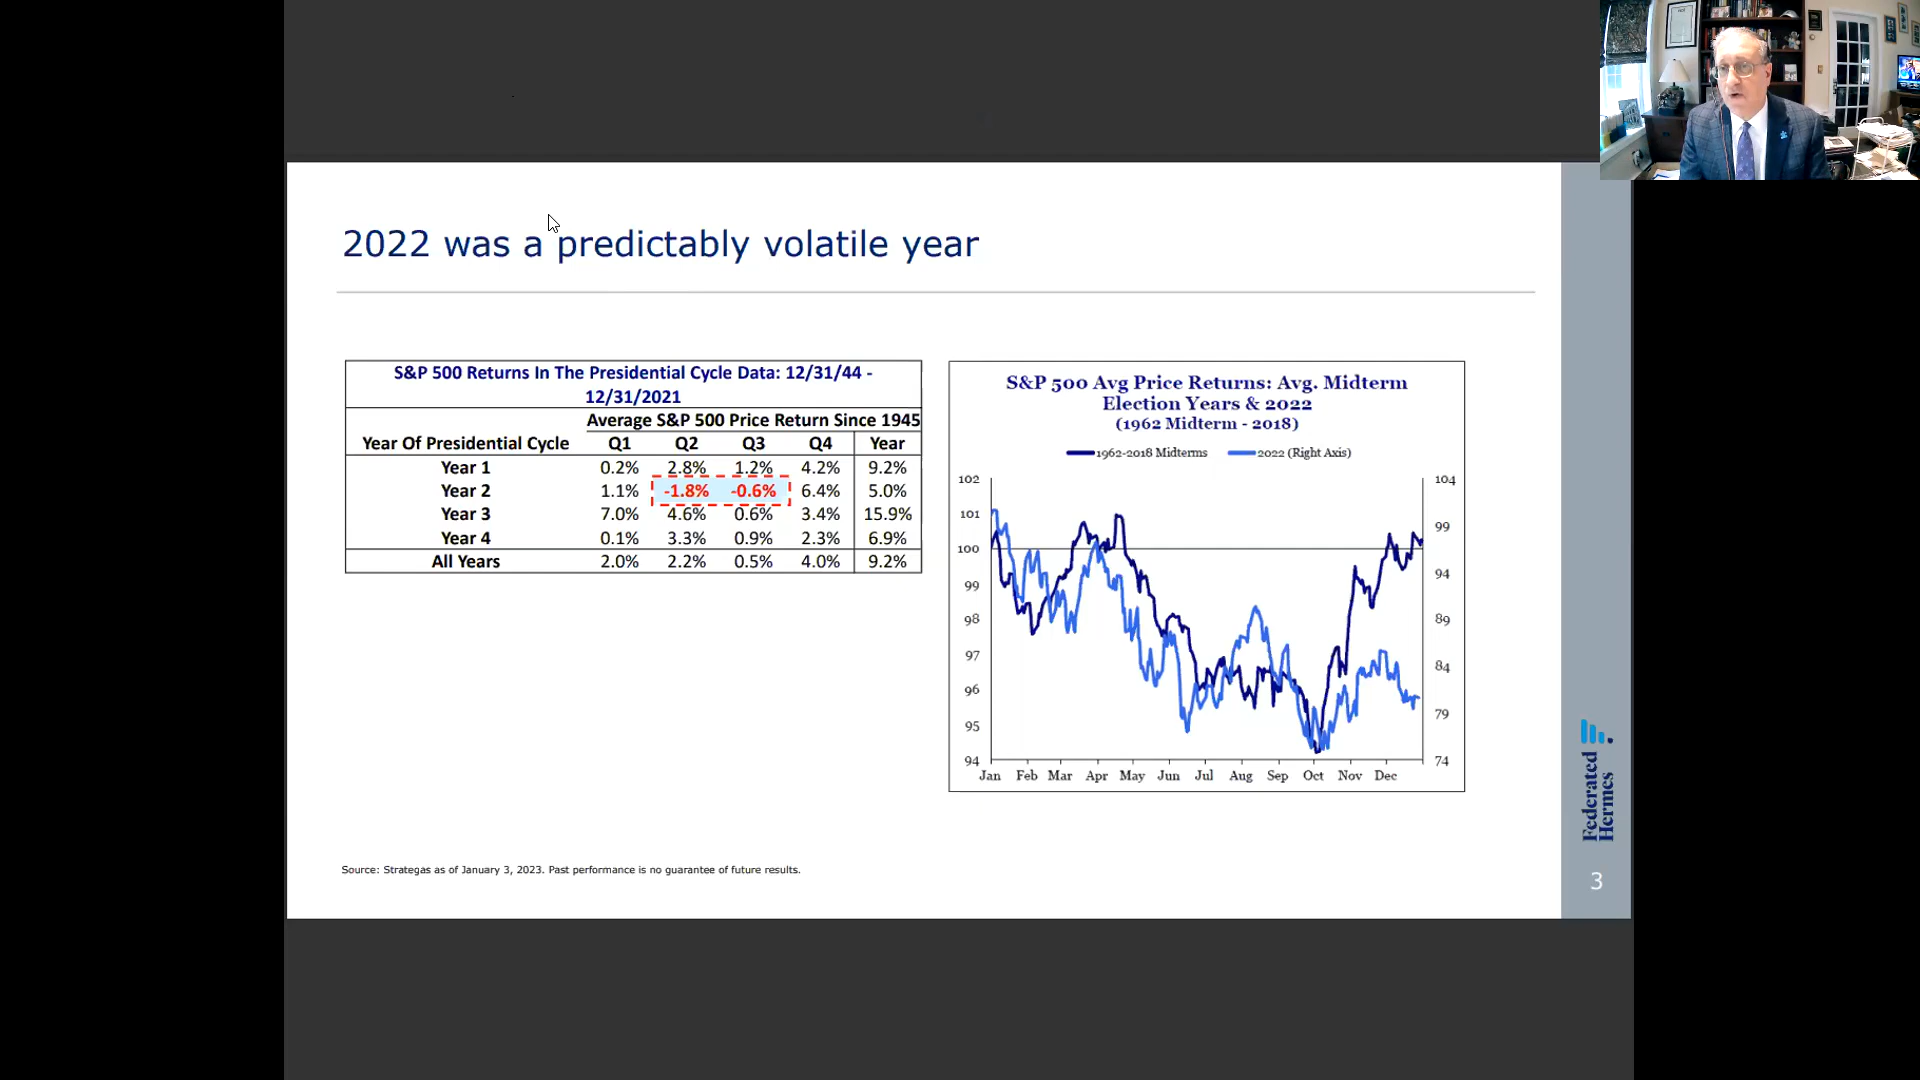 2022 was a predictably volatile year
S&P 500 Returns In The Presidential Cycle Data: 12/31/44 -
12/31/2021
Average S&P 500 Price Return Since 1945
Year Of Presidential Cycle Q1 Q2 Q3 Q4 Year
Year 1 0.2% 2.8% 1.2% 4.2% 9.2%
Year 2 1.1% -1.8% -0.6% 6.4% 5.0%
Year 3 7.0% 4.6% 0.6% 3.4% 15.9%
Year 4 0.1% 3.3% 0.9% 2.3% 6.9%
All Years 2.0% 2.2% 0.5% 4.0% 9.2%
S&P 500 Avg Price Returns: Avg. Midterm
Election Years & 2022
(1962 Midterm - 2018)
1962-2018 Midterms 2022 (Right Axis)
102 104
101 99
100
99 94
98 89
97 84
96
95 79
94 74
Jan Feb Mar Apr May Jun Jul Aug Sep Oct Nov Dec
Source: Strategas as of January 3, 2023. Past performance is no guarantee of future results.
Federated
Hermes
3